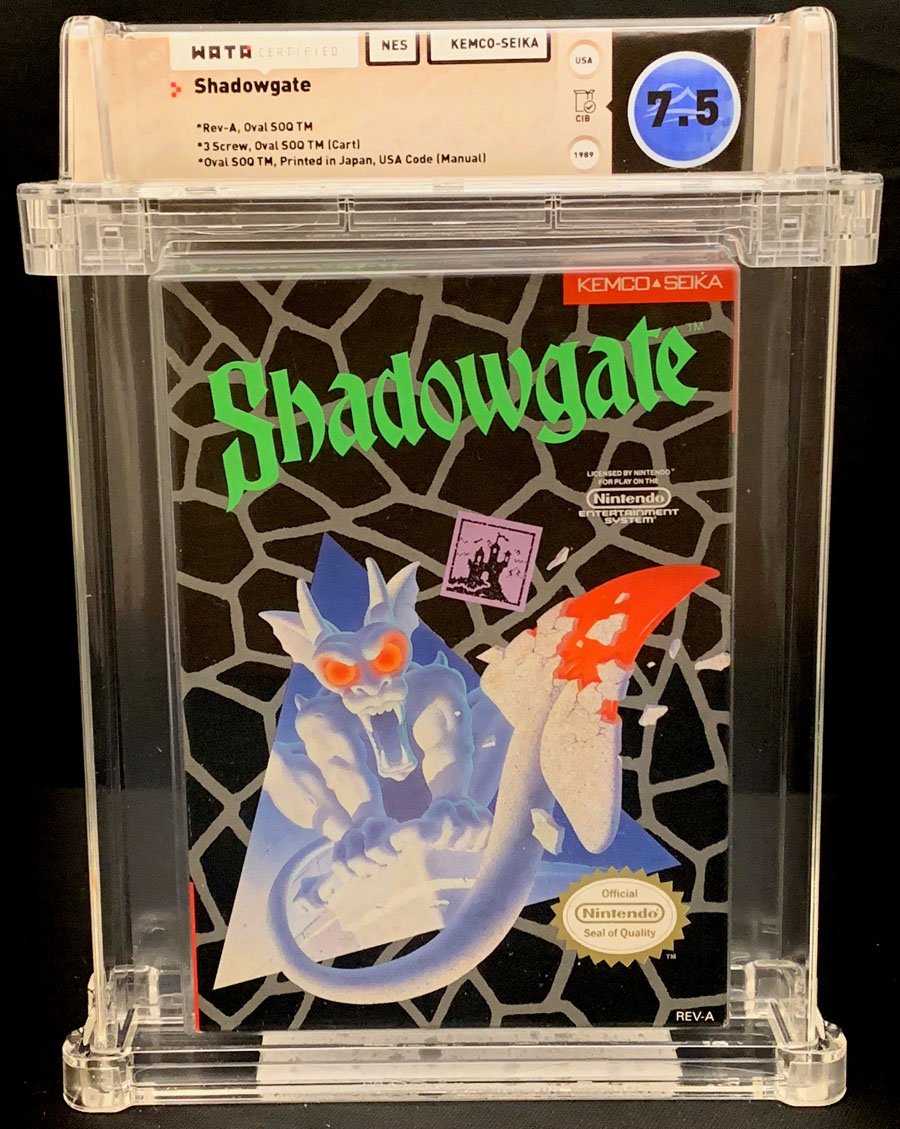 WATA CERTIFIED
NES
KEMCO-SEIKA
USA
Shadowgate
CIB
7.5
*Rev-A, Oval SOQ TM
*3 Screw, Oval SOQ TM (Cart)
*Oval SOQ TM, Printed in Japan, USA Code (Manual)
1989
KEMCO▲SEIKA
Shadowgate™
LICENSED BY NINTENDO®
FOR PLAY ON THE
Nintendo®
ENTERTAINMENT
SYSTEM®
Official
Nintendo®
Seal of Quality
TM
REV-A